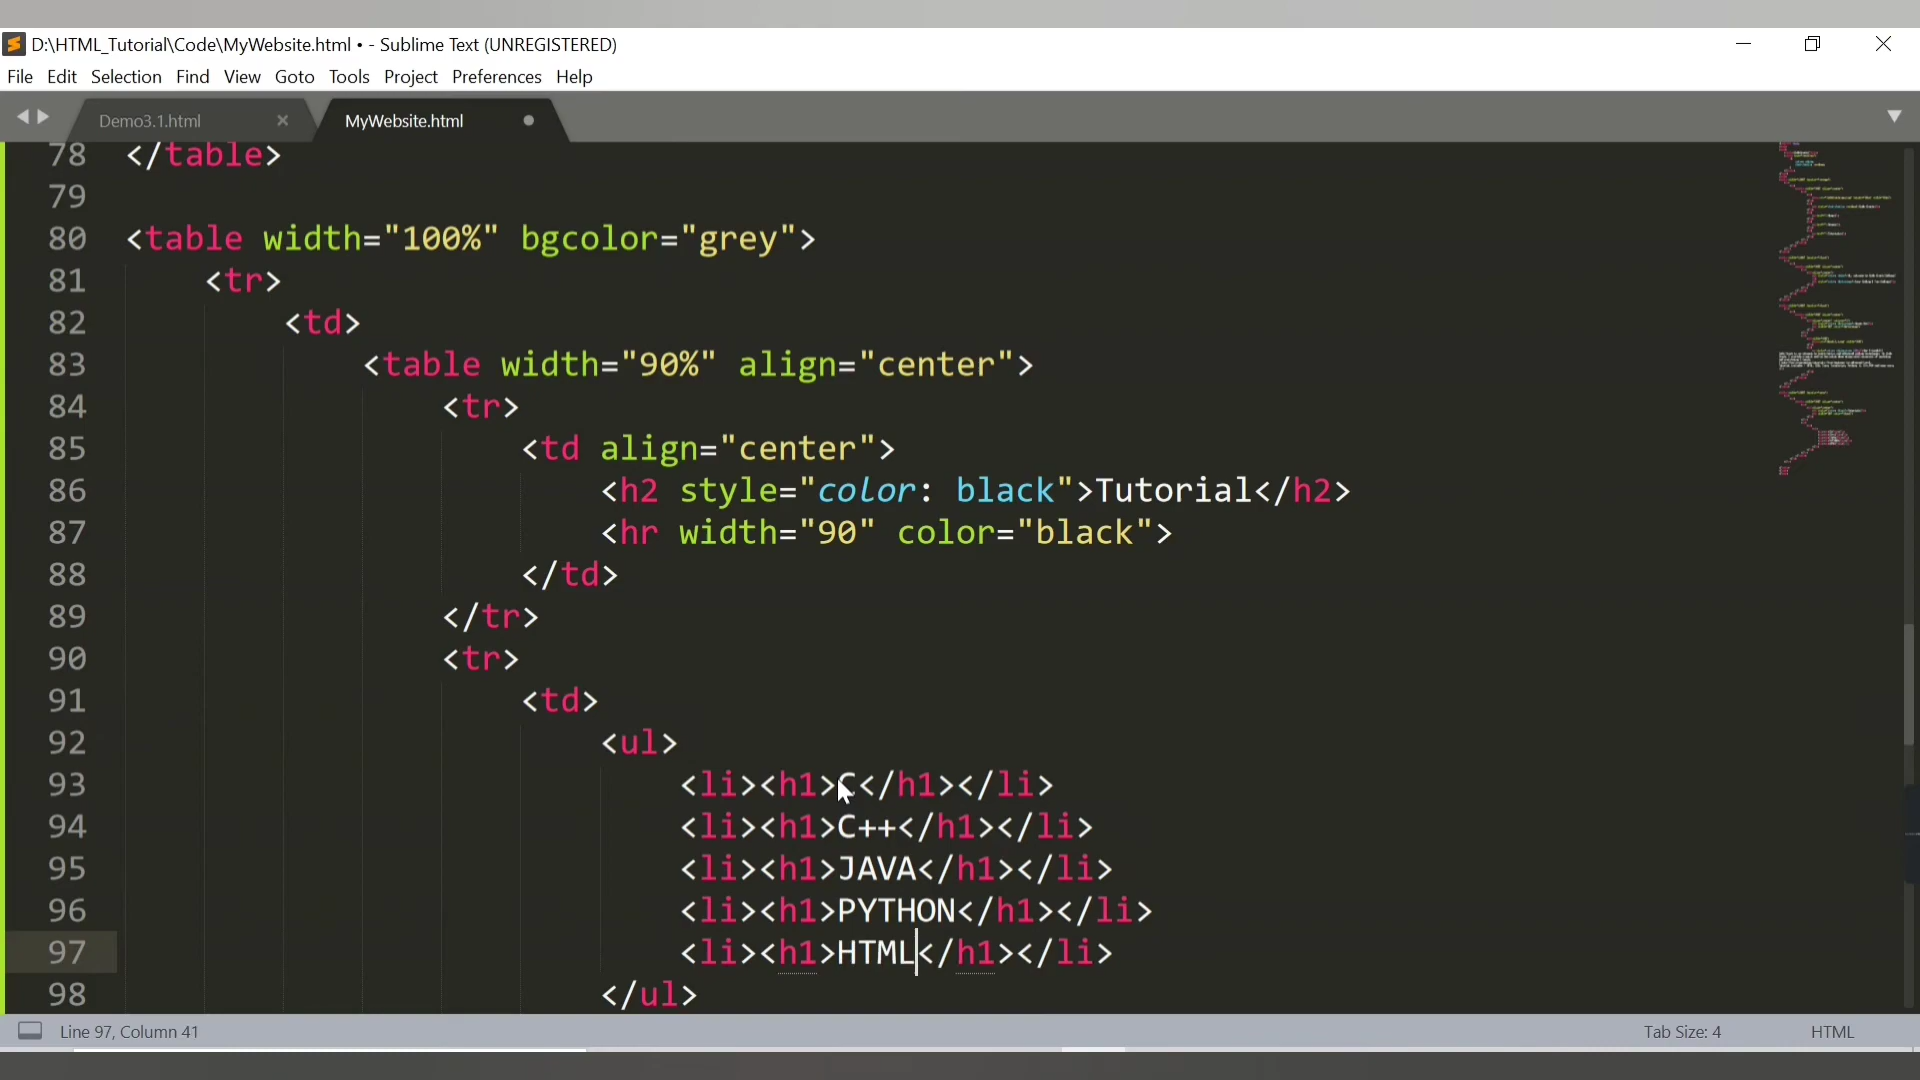 D:\HTML_Tutorial\Code\MyWebsite.html • - Sublime Text (UNREGISTERED)
File Edit Selection Find View Goto Tools Project Preferences Help
Demo3.1.html MyWebsite.html
78 </table>
79
80 <table width="100%" bgcolor="grey">
81 <tr>
82 <td>
83 <table width="90%" align="center">
84 <tr>
85 <td align="center">
86 <h2 style="color: black">Tutorial</h2>
87 <hr width="90" color="black">
88 </td>
89 </tr>
90 <tr>
91 <td>
92 <ul>
93 <li><h1>C</h1></li>
94 <li><h1>C++</h1></li>
95 <li><h1>JAVA</h1></li>
96 <li><h1>PYTHON</h1></li>
97 <li><h1>HTML</h1></li>
98 </ul>
Line 97, Column 41 Tab Size: 4 HTML